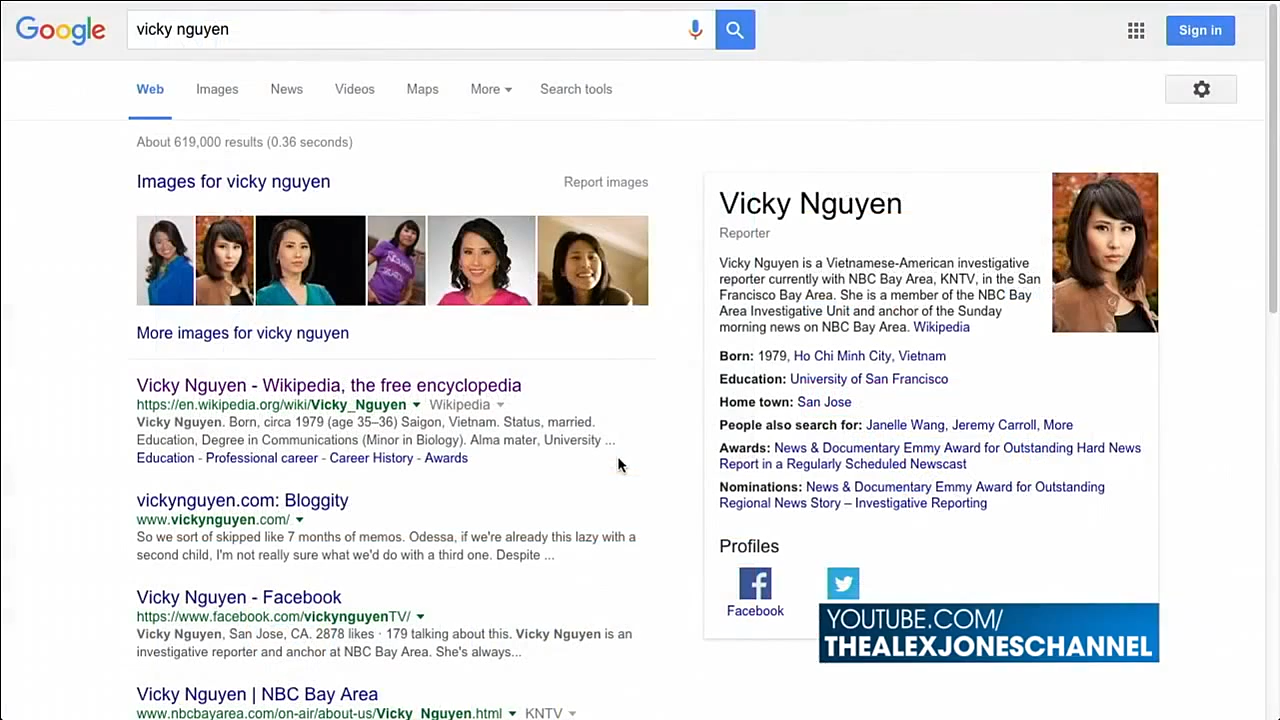 Google
vicky nguyen
Sign in
Web Images News Videos Maps More Search tools
About 619,000 results (0.36 seconds)
Images for vicky nguyen
Report images
More images for vicky nguyen
Vicky Nguyen - Wikipedia, the free encyclopedia
https://en.wikipedia.org/wiki/Vicky_Nguyen Wikipedia
Vicky Nguyen. Born, circa 1979 (age 35–36) Saigon, Vietnam. Status, married.
Education, Degree in Communications (Minor in Biology). Alma mater, University ...
Education - Professional career - Career History - Awards
vickynguyen.com: Bloggity
www.vickynguyen.com/
So we sort of skipped like 7 months of memos. Odessa, if we're already this lazy with a
second child, I'm not really sure what we'd do with a third one. Despite ...
Vicky Nguyen - Facebook
https://www.facebook.com/vickynguyenTV/
Vicky Nguyen, San Jose, CA. 2878 likes · 179 talking about this. Vicky Nguyen is an
investigative reporter and anchor at NBC Bay Area. She's always...
Vicky Nguyen | NBC Bay Area
www.nbcbayarea.com/on-air/about-us/Vicky_Nguyen.html KNTV
Vicky Nguyen
Reporter
Vicky Nguyen is a Vietnamese-American investigative
reporter currently with NBC Bay Area, KNTV, in the San
Francisco Bay Area. She is a member of the NBC Bay
Area Investigative Unit and anchor of the Sunday
morning news on NBC Bay Area. Wikipedia
Born: 1979, Ho Chi Minh City, Vietnam
Education: University of San Francisco
Home town: San Jose
People also search for: Janelle Wang, Jeremy Carroll, More
Awards: News & Documentary Emmy Award for Outstanding Hard News
Report in a Regularly Scheduled Newscast
Nominations: News & Documentary Emmy Award for Outstanding
Regional News Story – Investigative Reporting
Profiles
Facebook
YOUTUBE.COM/
THEALEXJONESCHANNEL